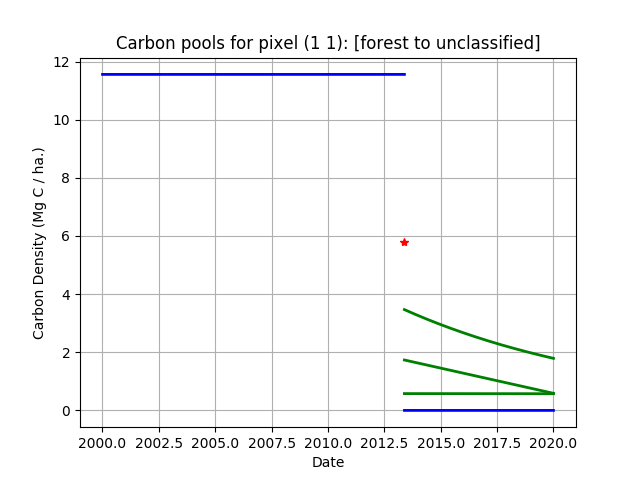 Carbon pools for pixel (1 1): [forest to unclassified]
12
10
8
6
4
2
0
Carbon Density (Mg C / ha.)
2000.0 2002.5 2005.0 2007.5 2010.0 2012.5 2015.0 2017.5 2020.0
Date